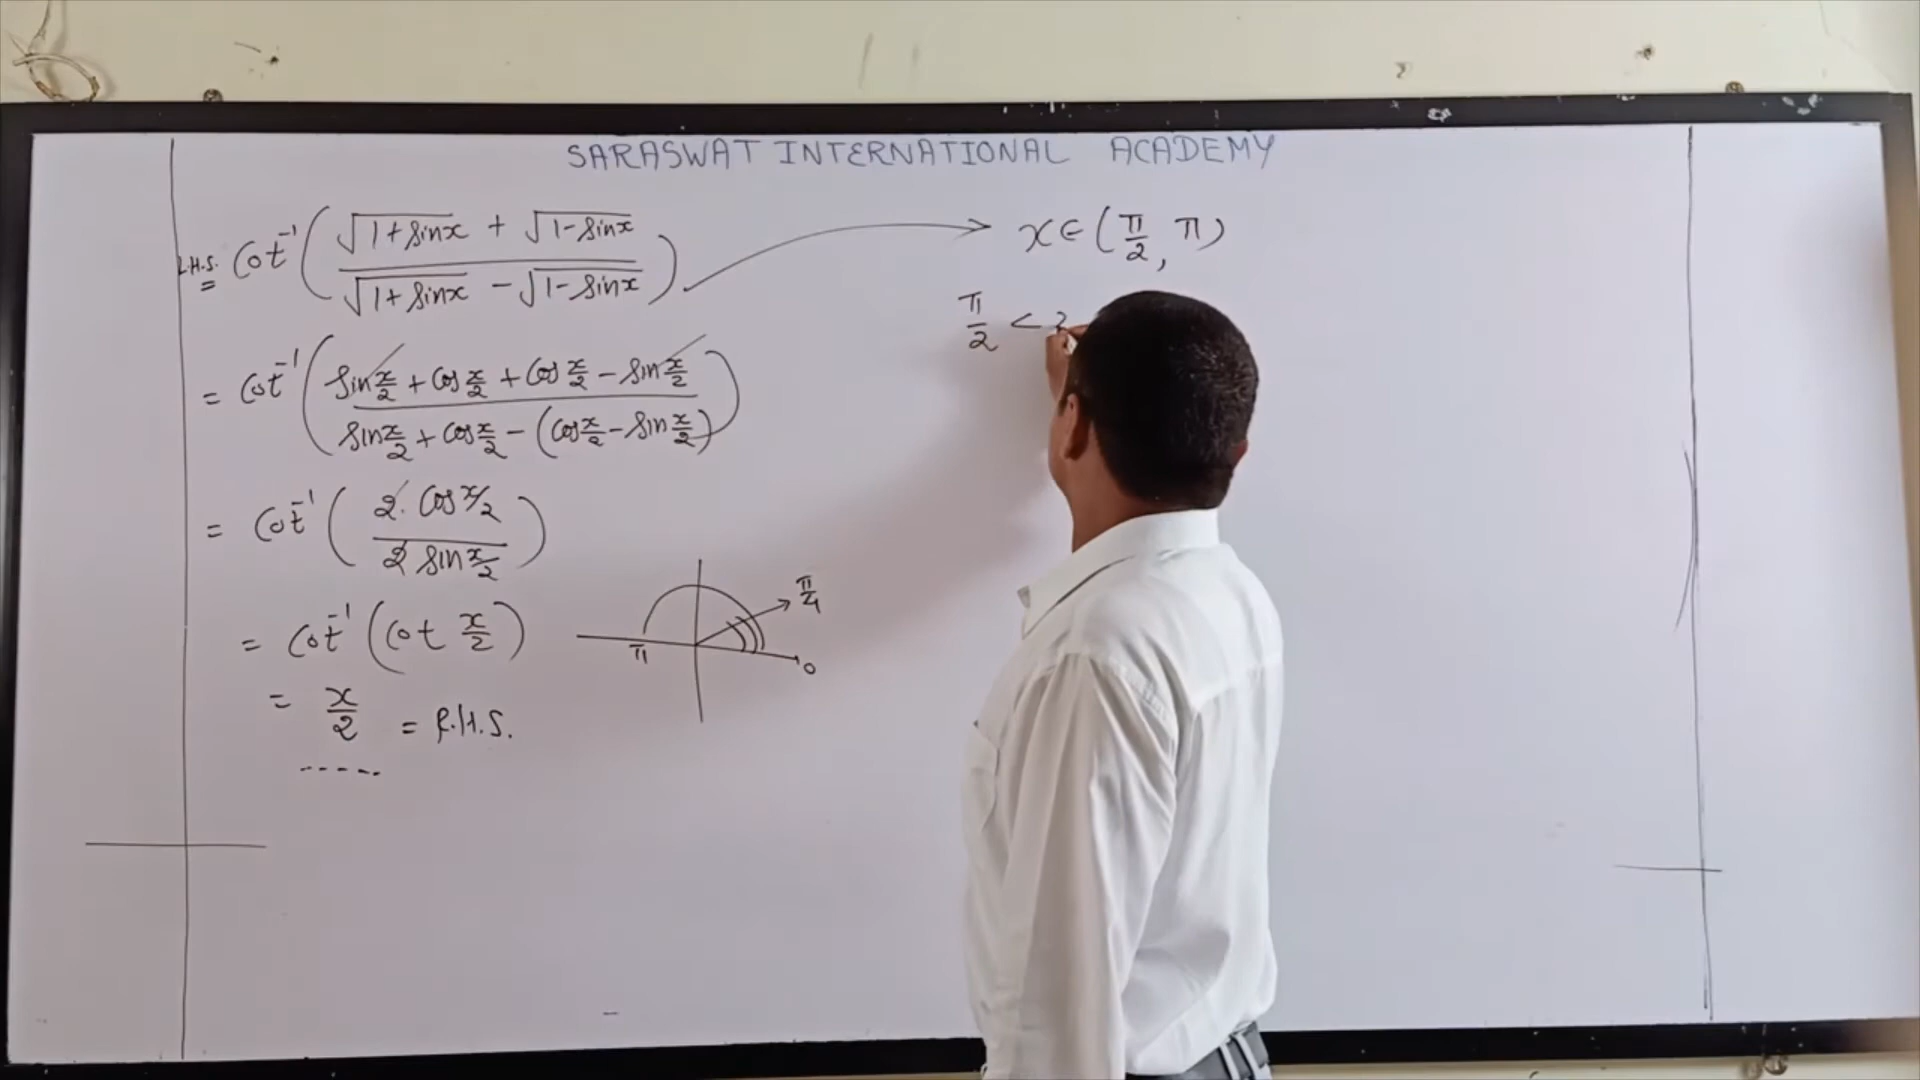 SARASWAT INTERNATIONAL ACADEMY
L.H.S. = Cot⁻¹ ( (√(1+sinx) + √(1-sinx)) / (√(1+sinx) - √(1-sinx)) )
x ∈ (π/2, π)
π/2 <
= Cot⁻¹ ( (sin x/2 + Cos x/2 + Cos x/2 - sin x/2) / (sin x/2 + Cos x/2 - (Cos x/2 - sin x/2)) )
= Cot⁻¹ ( (2. Cos x/2) / (2 sin x/2) )
= Cot⁻¹ (Cot x/2)
= x/2 = R.H.S.
π/4
π
0